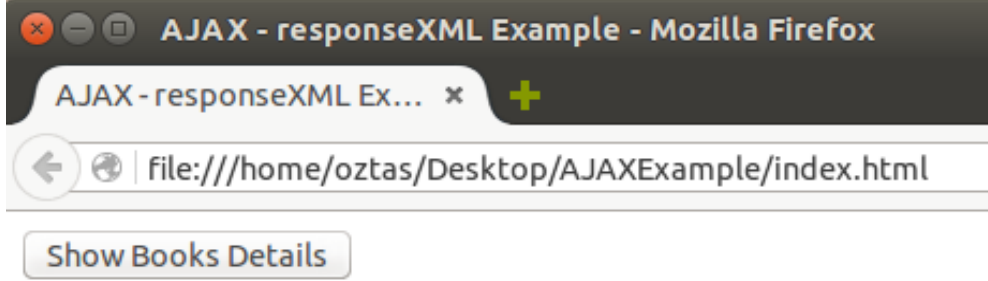 AJAX - responseXML Example - Mozilla Firefox
AJAX - responseXML Ex...
file:///home/oztas/Desktop/AJAXExample/index.html
Show Books Details